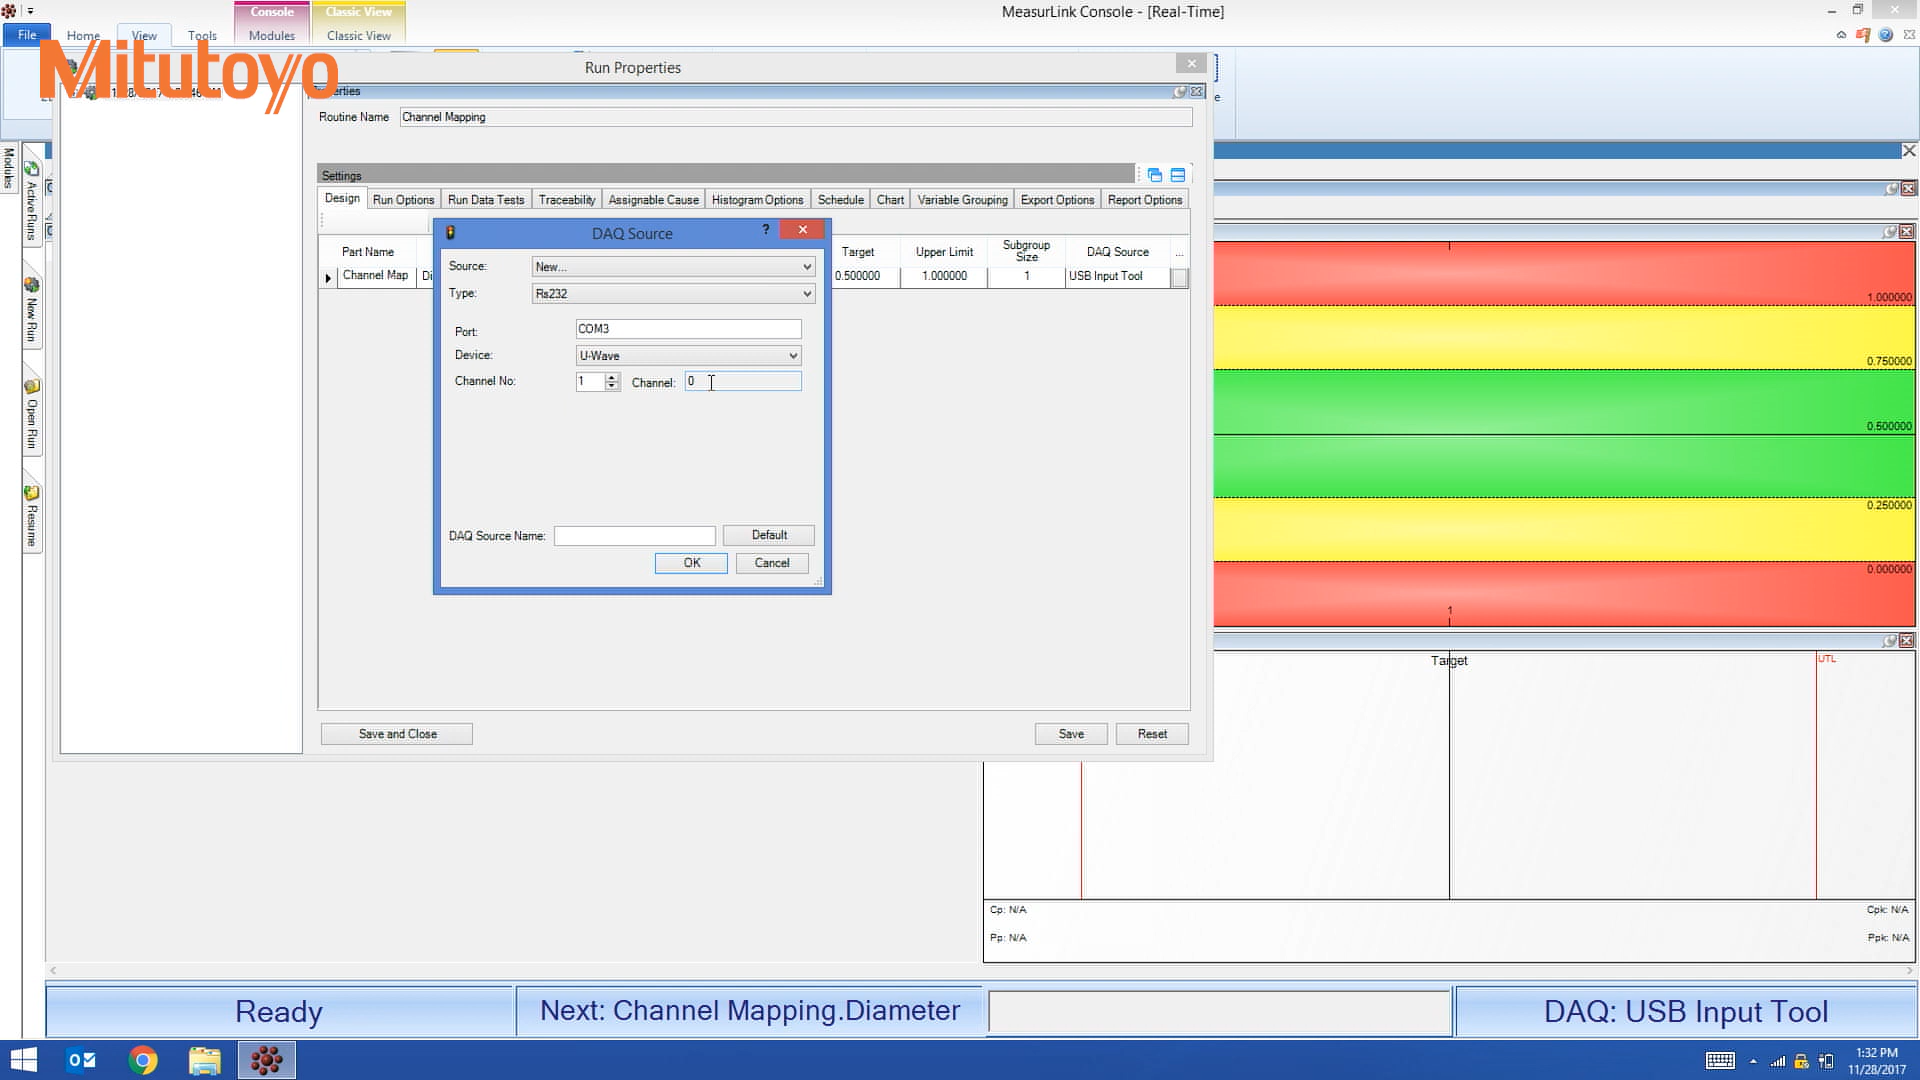 Console
Classic View
MeasurLink Console - [Real-Time]
File
Home
View
Tools
Modules
Classic View
Mitutoyo
Run Properties
Routine Name
Channel Mapping
Settings
Design
Run Options
Run Data Tests
Traceability
Assignable Cause
Histogram Options
Schedule
Chart
Variable Grouping
Export Options
Report Options
Part Name
Target
Upper Limit
Subgroup Size
DAQ Source
...
Channel Map
Di
0.500000
1.000000
1
USB Input Tool
DAQ Source
?
Source:
New...
Type:
Rs232
Port:
COM3
Device:
U-Wave
Channel No:
1
Channel:
0
DAQ Source Name:
Default
OK
Cancel
Save and Close
Save
Reset
Modules
Active Runs
New Run
Open Run
Resume
1.000000
0.750000
0.500000
0.250000
0.000000
1
Target
UTL
Cp: N/A
Cpk: N/A
Pp: N/A
Ppk: N/A
Ready
Next: Channel Mapping.Diameter
DAQ: USB Input Tool
1:32 PM
11/28/2017